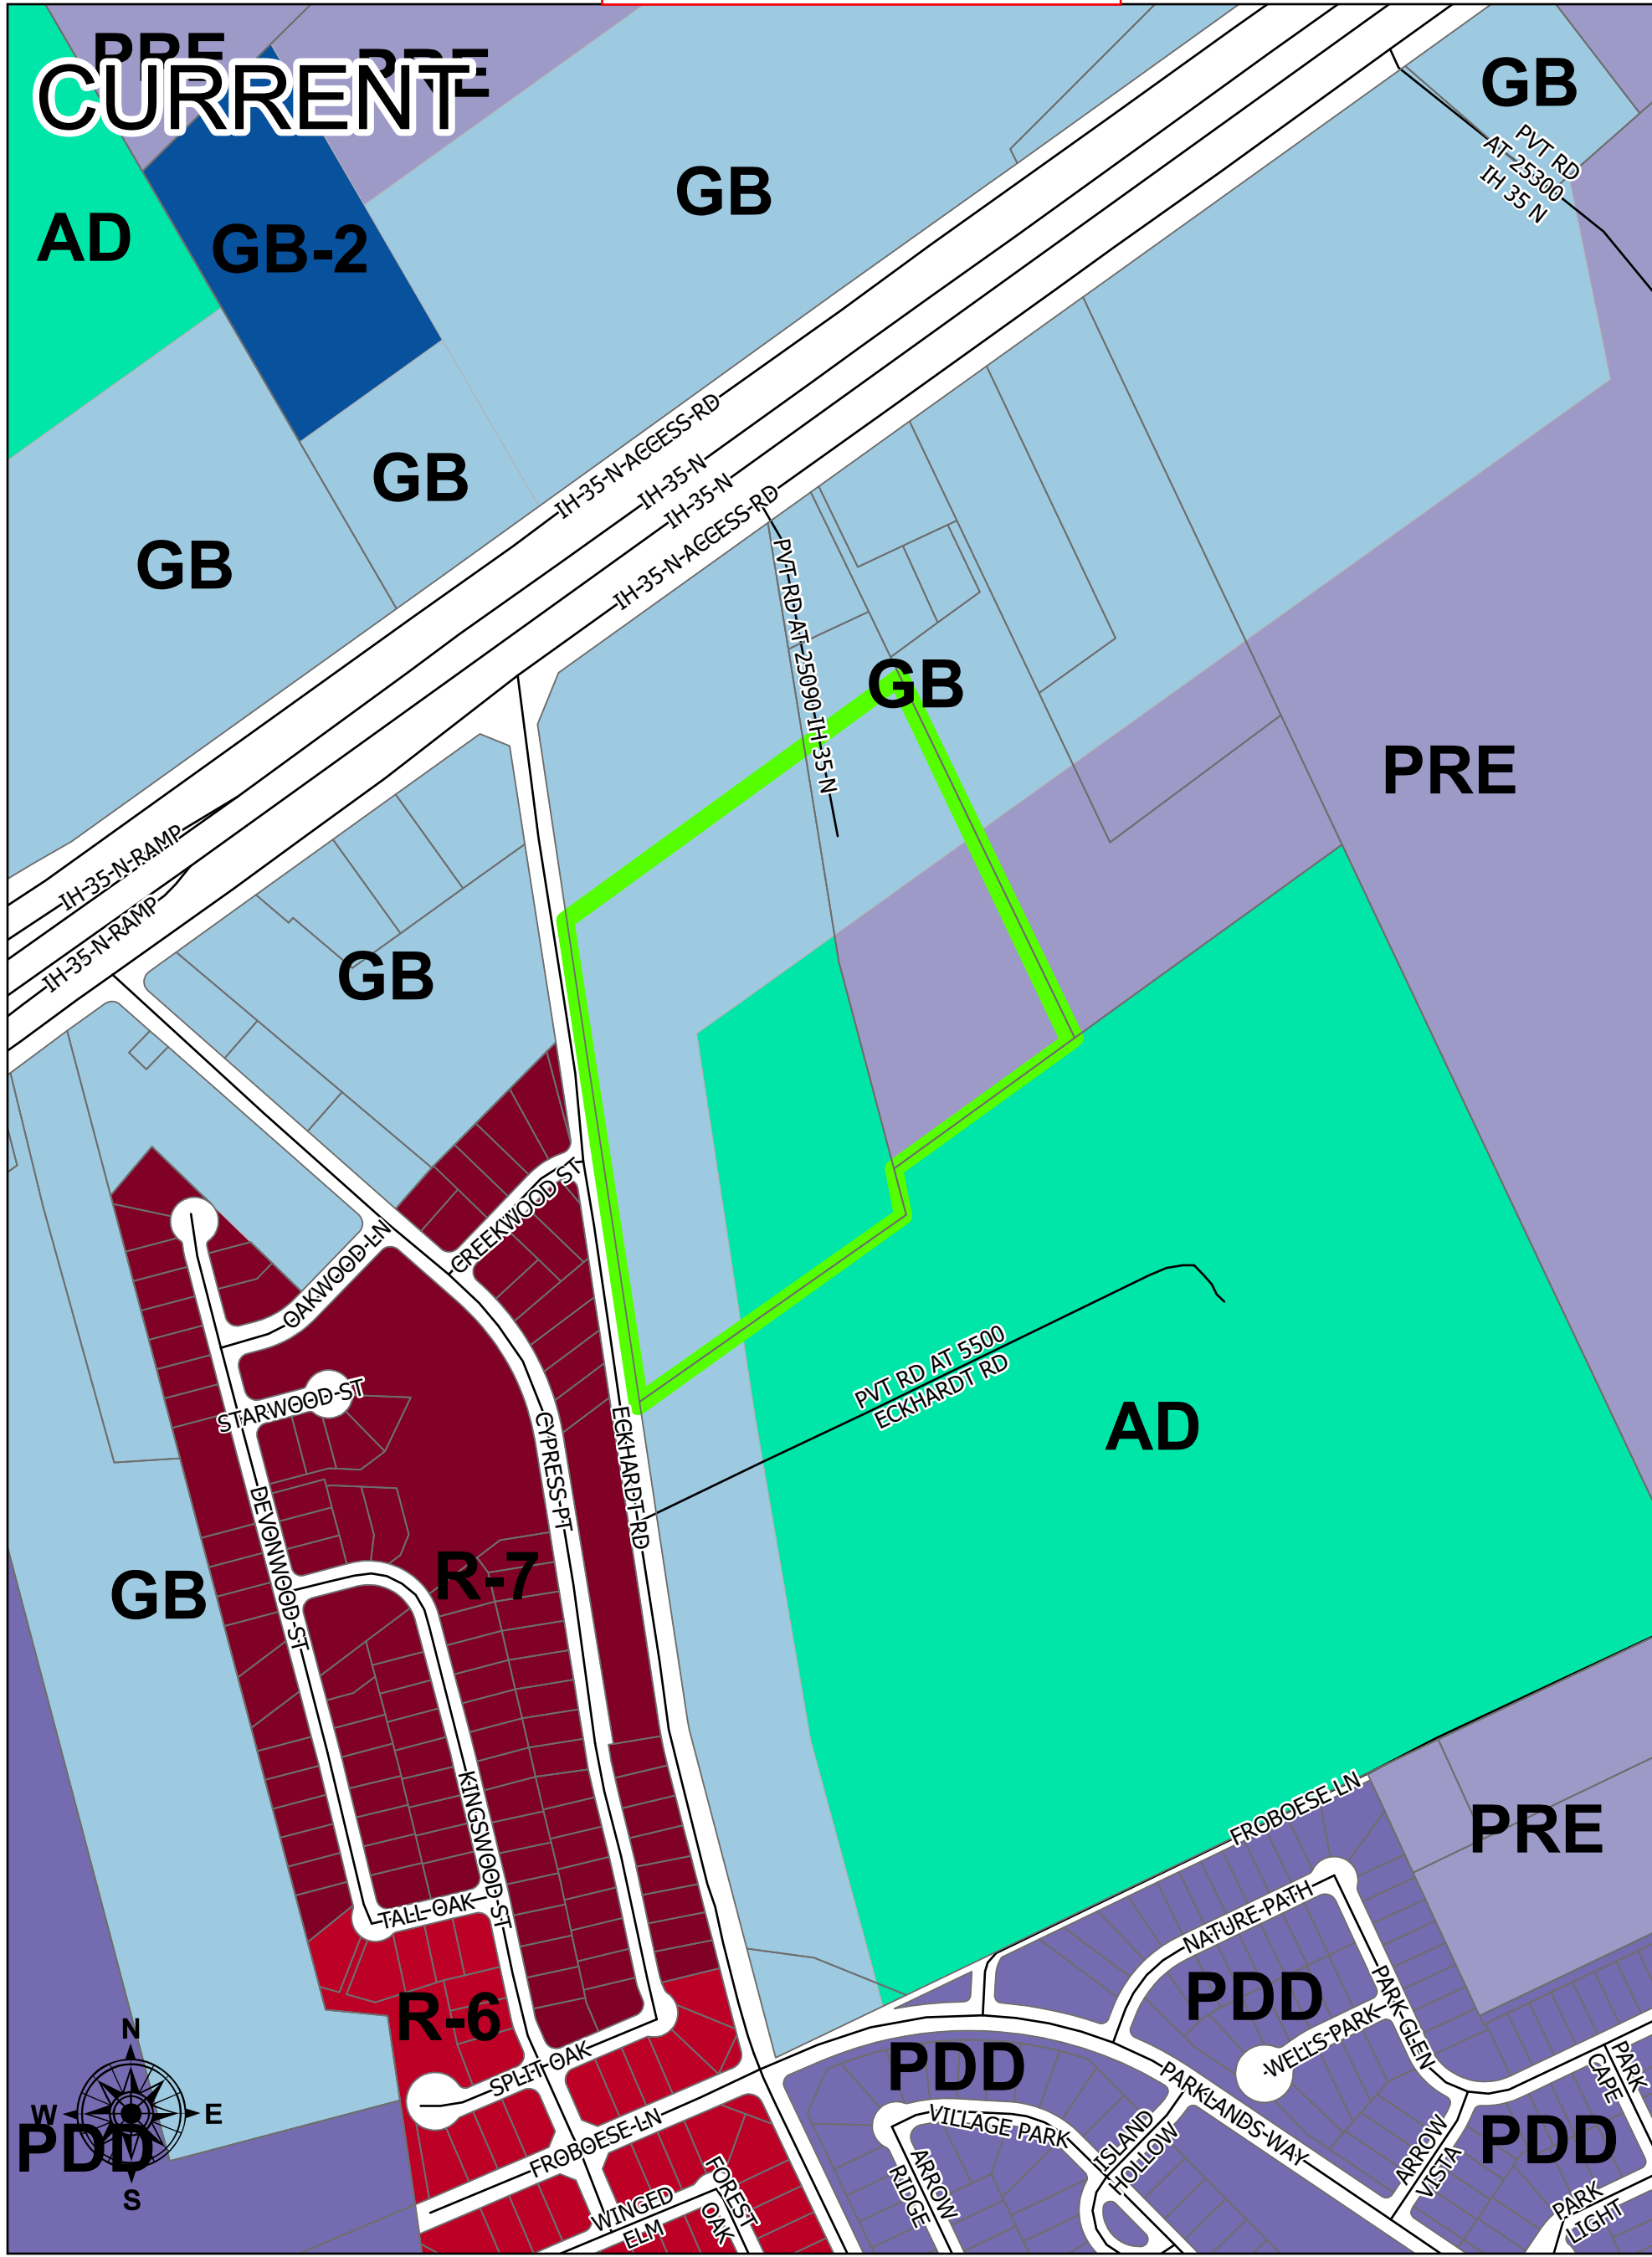 PRE
PRE
CURRENT
GB
AD
GB-2
GB
PVT RD
AT 25300
IH 35 N
GB
GB
IH-35-N-ACCESS-RD
IH-35-N
IH-35-N
IH-35-N-ACCESS-RD
PVT-RD-AT-25090-IH-35-N
GB
PRE
IH-35-N-RAMP
IH-35-N-RAMP
GB
CREEKWOOD ST
OAKWOOD-LN
STARWOOD-ST
CYPRESS-PT
ECKHARDT-RD
PVT RD AT 5500
ECKHARDT RD
AD
DEVONWOOD-ST
R-7
GB
KINGSWOOD-ST
TALL-OAK
FROBOESE-LN
PRE
NATURE-PATH
PDD
PARK-GLEN
WELLS-PARK
R-6
SPLIT-OAK
PDD
N
W
E
S
PDD
FROBOESE-LN
VILLAGE PARK
ISLAND
HOLLOW
PARKLANDS-WAY
ARROW
VISTA
PARK
CAPE
PDD
ARROW
RIDGE
FOREST
OAK
WINGED
ELM
PARK
LIGHT